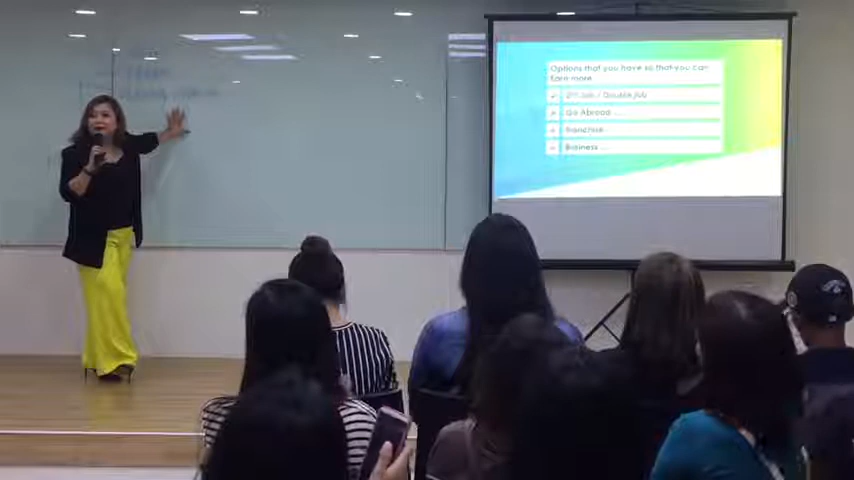 Options that you have so that you can
Earn more
2nd Job / Double Job
Go Abroad ...
Franchise
Business ...